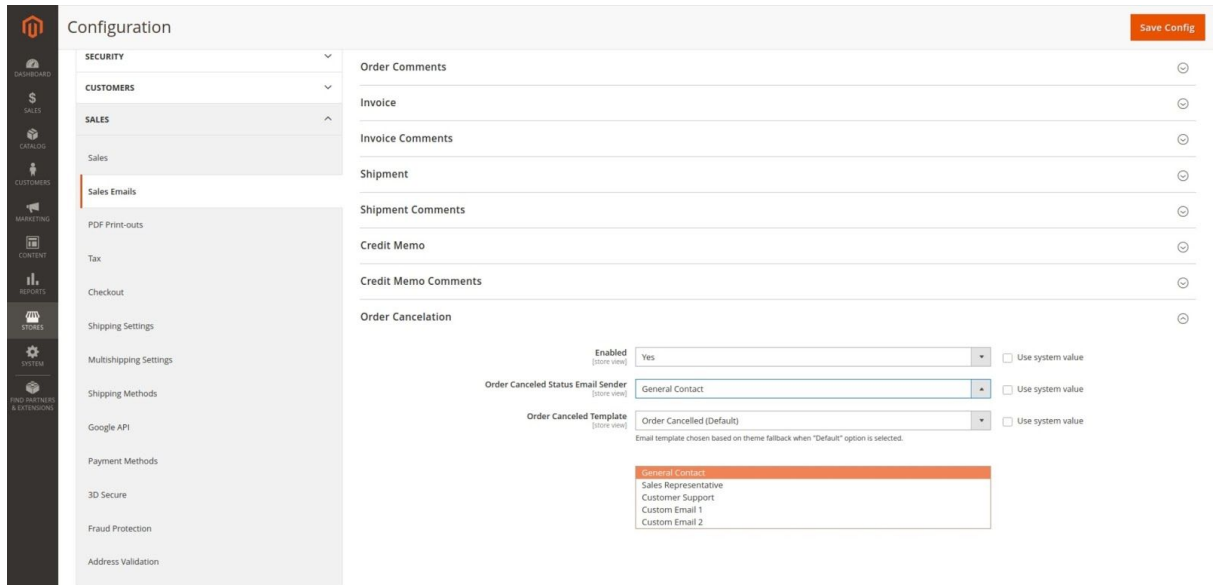 Configuration
Save Config
DASHBOARD
SALES
CATALOG
CUSTOMERS
MARKETING
CONTENT
REPORTS
STORES
SYSTEM
FIND PARTNERS
& EXTENSIONS
SECURITY
CUSTOMERS
SALES
Sales
Sales Emails
PDF Print-outs
Tax
Checkout
Shipping Settings
Multishipping Settings
Shipping Methods
Google API
Payment Methods
3D Secure
Fraud Protection
Address Validation
Order Comments
Invoice
Invoice Comments
Shipment
Shipment Comments
Credit Memo
Credit Memo Comments
Order Cancelation
Enabled
[store view]
Yes
Use system value
Order Canceled Status Email Sender
[store view]
General Contact
Use system value
Order Canceled Template
[store view]
Order Cancelled (Default)
Use system value
Email template chosen based on theme fallback when "Default" option is selected.
General Contact
Sales Representative
Customer Support
Custom Email 1
Custom Email 2